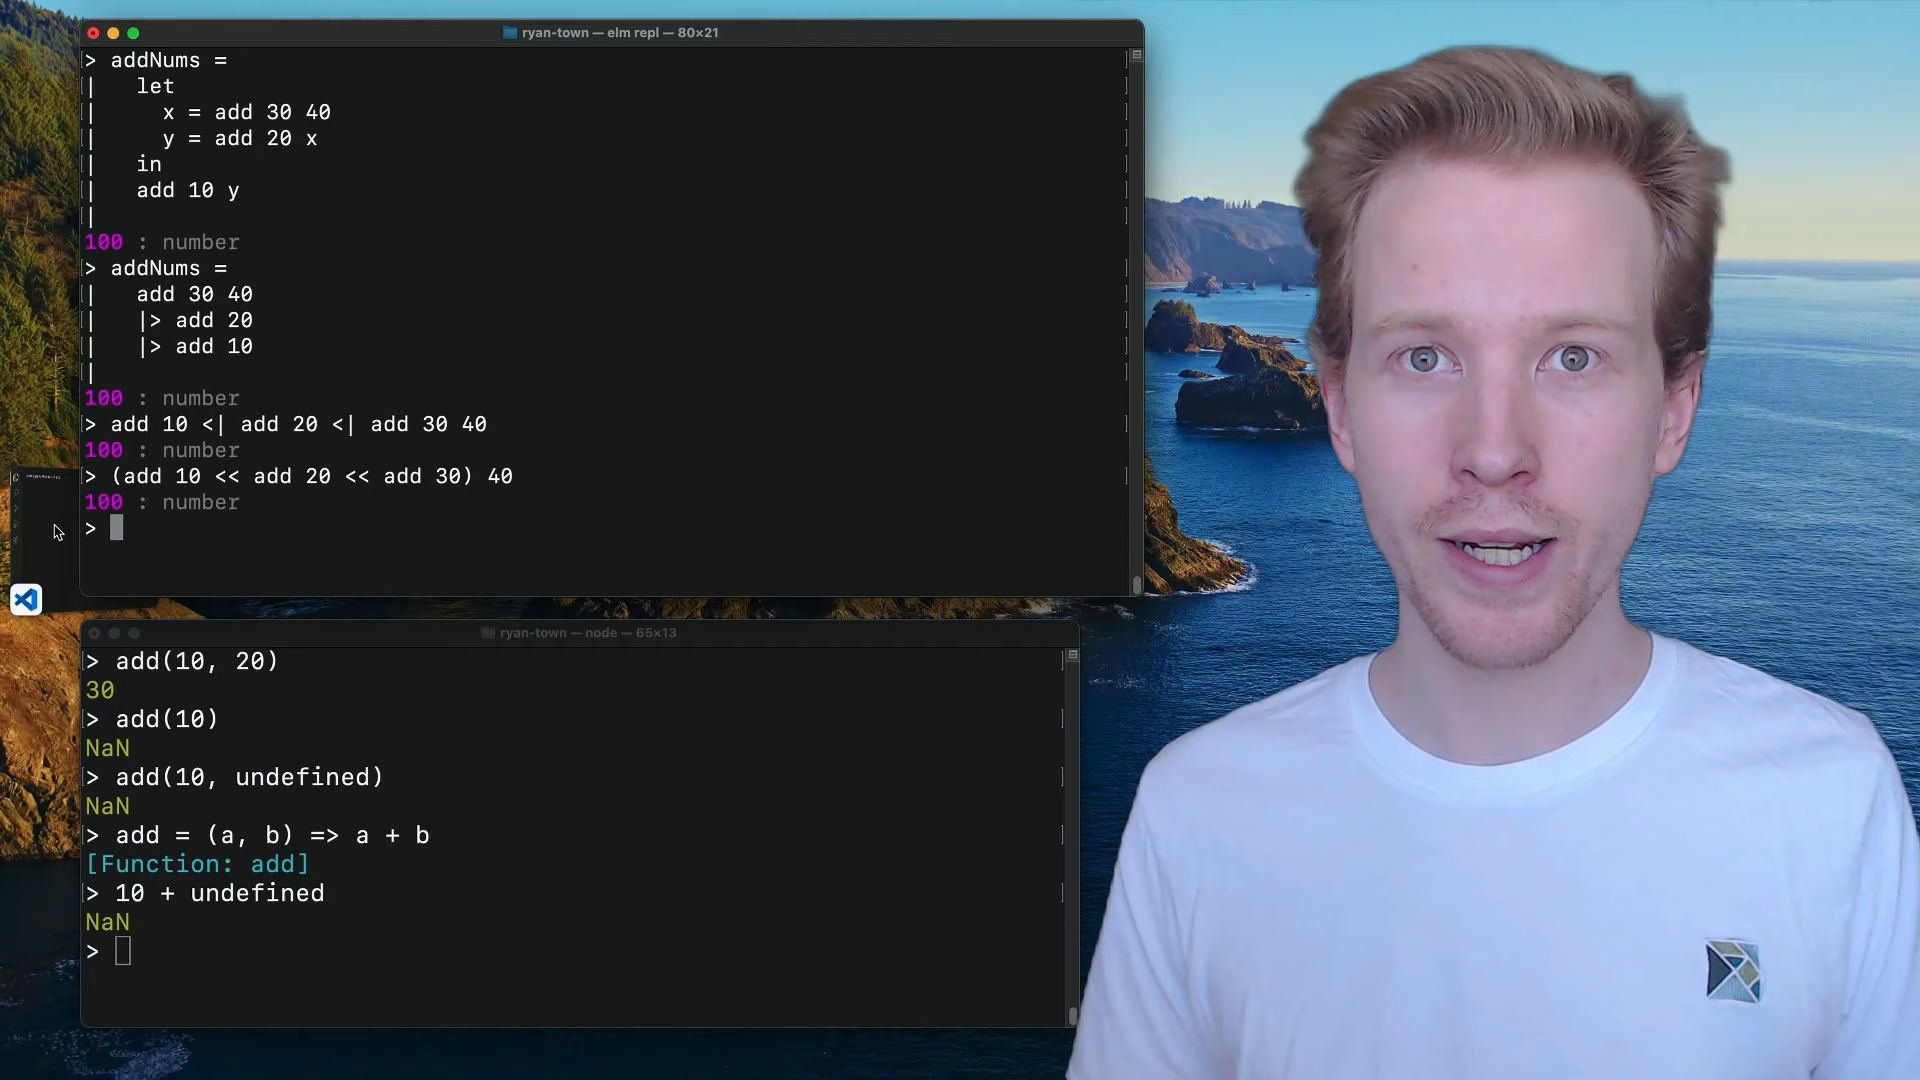 ryan-town — elm repl — 80×21
> addNums =
|   let
|     x = add 30 40
|     y = add 20 x
|   in
|   add 10 y
|
100 : number
> addNums =
|   add 30 40
|   |> add 20
|   |> add 10
|
100 : number
> add 10 <| add 20 <| add 30 40
100 : number
> (add 10 << add 20 << add 30) 40
100 : number
>
ryan-town — node — 65×13
> add(10, 20)
30
> add(10)
NaN
> add(10, undefined)
NaN
> add = (a, b) => a + b
[Function: add]
> 10 + undefined
NaN
>